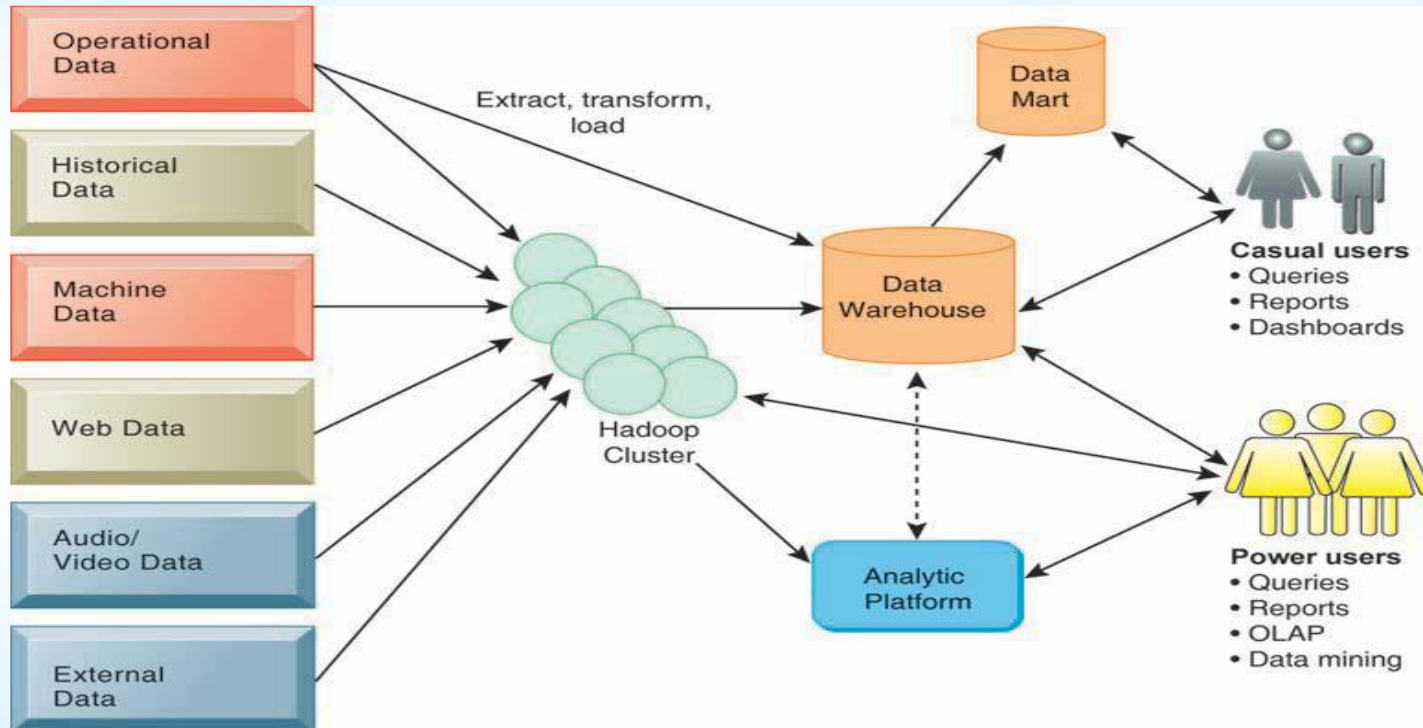 Operational
Data
Historical
Data
Machine
Data
Web Data
Audio/
Video Data
External
Data
Extract, transform,
load
Hadoop
Cluster
Data
Mart
Data
Warehouse
Analytic
Platform
Casual users
• Queries
• Reports
• Dashboards
Power users
• Queries
• Reports
• OLAP
• Data mining